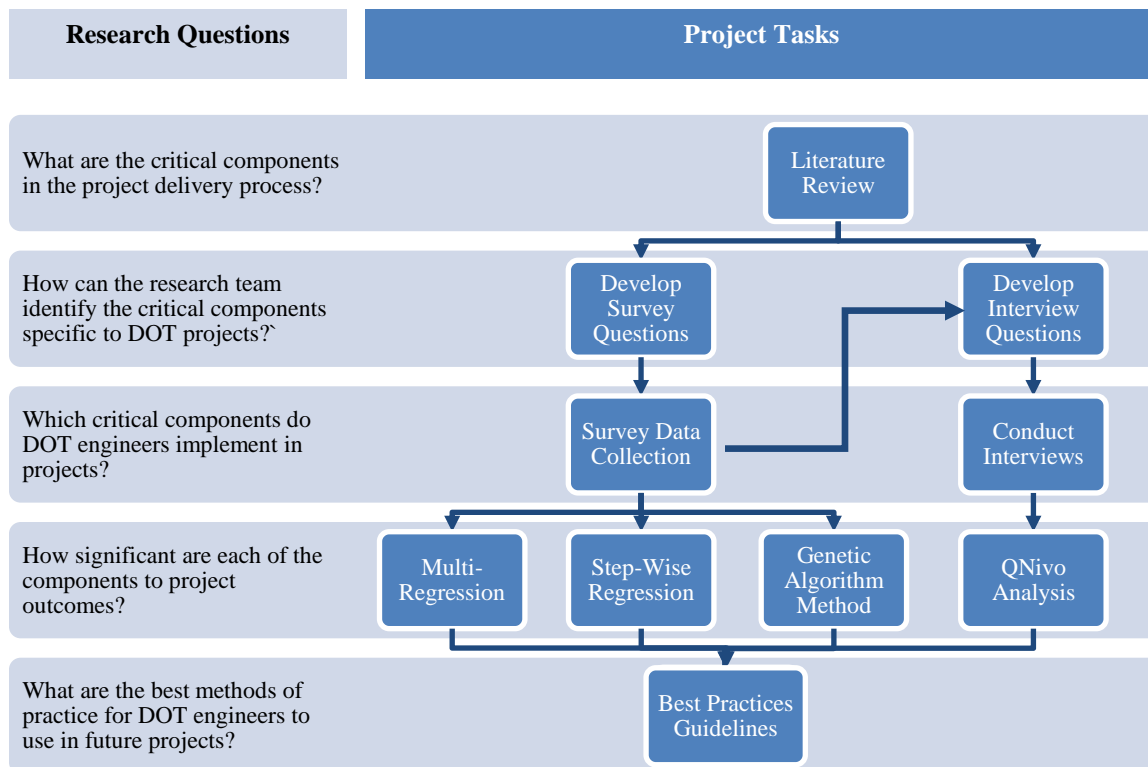 Research Questions
Project Tasks
What are the critical components
in the project delivery process?
Literature
Review
How can the research team
identify the critical components
specific to DOT projects?`
Develop
Survey
Questions
Develop
Interview
Questions
Which critical components do
DOT engineers implement in
projects?
Survey Data
Collection
Conduct
Interviews
How significant are each of the
components to project
outcomes?
Multi-
Regression
Step-Wise
Regression
Genetic
Algorithm
Method
QNivo
Analysis
What are the best methods of
practice for DOT engineers to
use in future projects?
Best Practices
Guidelines